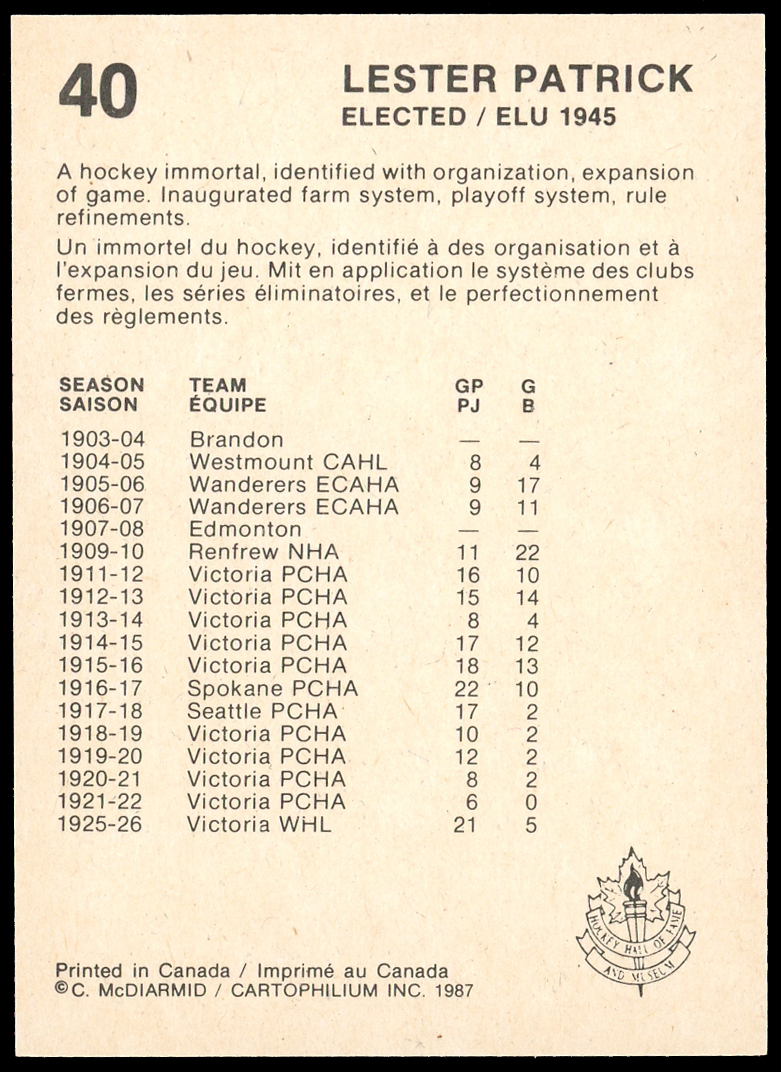 40
LESTER PATRICK
ELECTED / ELU 1945
A hockey immortal, identified with organization, expansion
of game. Inaugurated farm system, playoff system, rule
refinements.
Un immortel du hockey, identifié à des organisation et à
l'expansion du jeu. Mit en application le système des clubs
fermes, les séries éliminatoires, et le perfectionnement
des règlements.
SEASON TEAM GP G
SAISON ÉQUIPE PJ B
1903-04 Brandon — —
1904-05 Westmount CAHL 8 4
1905-06 Wanderers ECAHA 9 17
1906-07 Wanderers ECAHA 9 11
1907-08 Edmonton — —
1909-10 Renfrew NHA 11 22
1911-12 Victoria PCHA 16 10
1912-13 Victoria PCHA 15 14
1913-14 Victoria PCHA 8 4
1914-15 Victoria PCHA 17 12
1915-16 Victoria PCHA 18 13
1916-17 Spokane PCHA 22 10
1917-18 Seattle PCHA 17 2
1918-19 Victoria PCHA 10 2
1919-20 Victoria PCHA 12 2
1920-21 Victoria PCHA 8 2
1921-22 Victoria PCHA 6 0
1925-26 Victoria WHL 21 5
HOCKEY HALL OF FAME
AND MUSEUM
Printed in Canada / Imprimé au Canada
©C. McDIARMID / CARTOPHILIUM INC. 1987